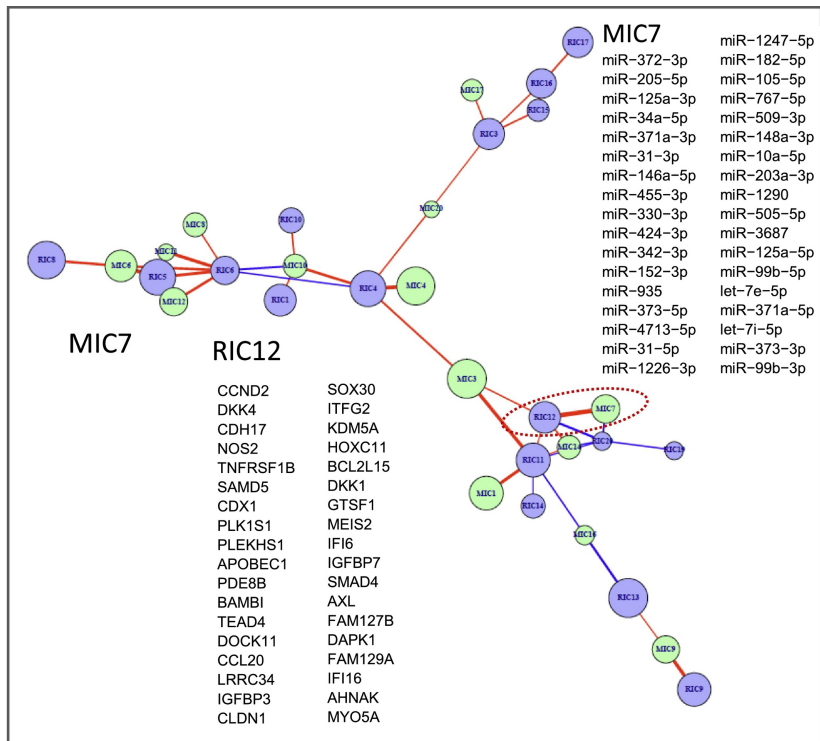 MIC7
miR−372−3p
miR−205−5p
miR−125a−3p
miR−34a−5p
miR−371a−3p
miR−31−3p
miR−146a−5p
miR−455−3p
miR−330−3p
miR−424−3p
miR−342−3p
miR−152−3p
miR−935
miR−373−5p
miR−4713−5p
miR−31−5p
miR−1226−3p
miR−1247−5p
miR−182−5p
miR−105−5p
miR−767−5p
miR−509−3p
miR−148a−3p
miR−10a−5p
miR−203a−3p
miR−1290
miR−505−5p
miR−3687
miR−125a−5p
miR−99b−5p
let−7e−5p
miR−371a−5p
let−7i−5p
miR−373−3p
miR−99b−3p
RIC17
RIC16
MIC17
RIC15
RIC3
MIC20
RIC10
MIC8
MIC11
RIC8
MIC6
RIC5
RIC6
MIC10
MIC12
RIC1
RIC4
MIC4
MIC3
RIC12
MIC7
MIC14
RIC20
RIC19
RIC11
MIC1
RIC14
MIC16
RIC13
MIC9
RIC9
MIC7
RIC12
CCND2
DKK4
CDH17
NOS2
TNFRSF1B
SAMD5
CDX1
PLK1S1
PLEKHS1
APOBEC1
PDE8B
BAMBI
TEAD4
DOCK11
CCL20
LRRC34
IGFBP3
CLDN1
SOX30
ITFG2
KDM5A
HOXC11
BCL2L15
DKK1
GTSF1
MEIS2
IFI6
IGFBP7
SMAD4
AXL
FAM127B
DAPK1
FAM129A
IFI16
AHNAK
MYO5A